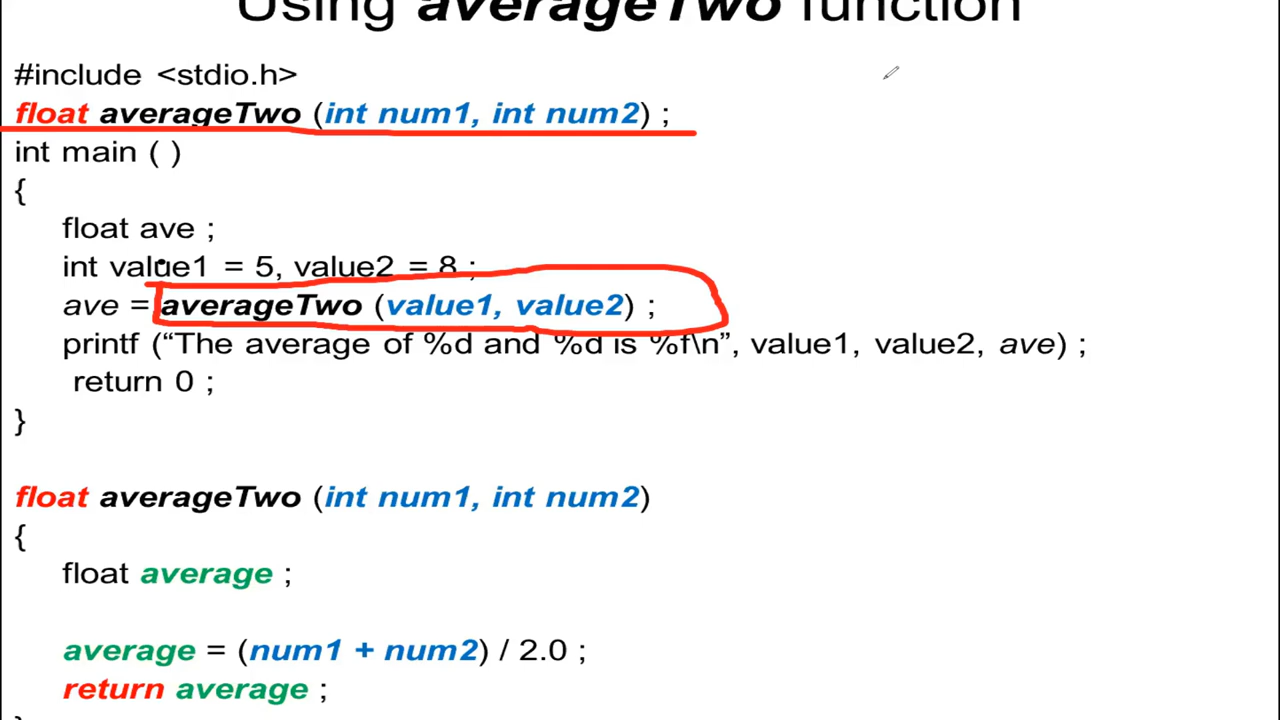 Using averageTwo function
#include <stdio.h>
float averageTwo (int num1, int num2) ;
int main ( )
{
float ave ;
int value1 = 5, value2 = 8 ;
ave = averageTwo (value1, value2) ;
printf (“The average of %d and %d is %f\n”, value1, value2, ave) ;
return 0 ;
}
float averageTwo (int num1, int num2)
{
float average ;
average = (num1 + num2) / 2.0 ;
return average ;
}